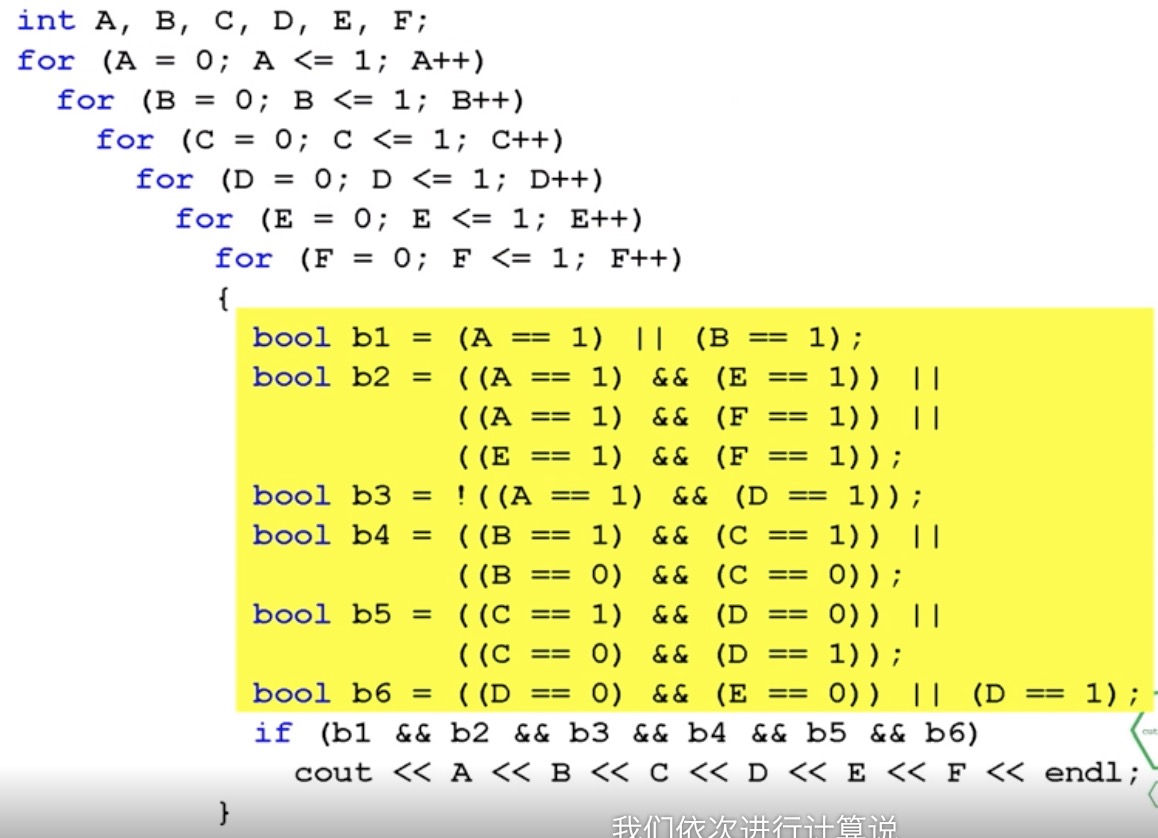 int A, B, C, D, E, F;
for (A = 0; A <= 1; A++)
for (B = 0; B <= 1; B++)
for (C = 0; C <= 1; C++)
for (D = 0; D <= 1; D++)
for (E = 0; E <= 1; E++)
for (F = 0; F <= 1; F++)
{
bool b1 = (A == 1) || (B == 1);
bool b2 = ((A == 1) && (E == 1)) ||
((A == 1) && (F == 1)) ||
((E == 1) && (F == 1));
bool b3 = !((A == 1) && (D == 1));
bool b4 = ((B == 1) && (C == 1)) ||
((B == 0) && (C == 0));
bool b5 = ((C == 1) && (D == 0)) ||
((C == 0) && (D == 1));
bool b6 = ((D == 0) && (E == 0)) || (D == 1);
if (b1 && b2 && b3 && b4 && b5 && b6)
cout << A << B << C << D << E << F << endl;
}
我们依次进行计算说